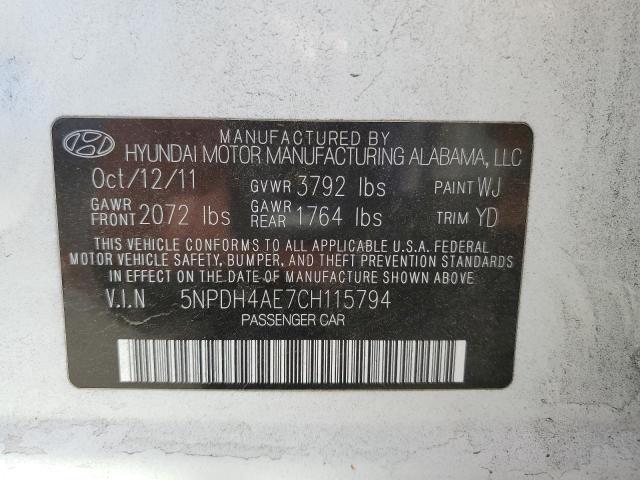 MANUFACTURED BY
HYUNDAI MOTOR MANUFACTURING ALABAMA, LLC
Oct/12/11 GVWR 3792 lbs PAINT WJ
GAWR FRONT 2072 lbs GAWR REAR 1764 lbs TRIM YD
THIS VEHICLE CONFORMS TO ALL APPLICABLE U.S.A. FEDERAL
MOTOR VEHICLE SAFETY, BUMPER, AND THEFT PREVENTION STANDARDS
IN EFFECT ON THE DATE OF MANUFACTURE SHOWN ABOVE.
V.I.N 5NPDH4AE7CH115794
PASSENGER CAR